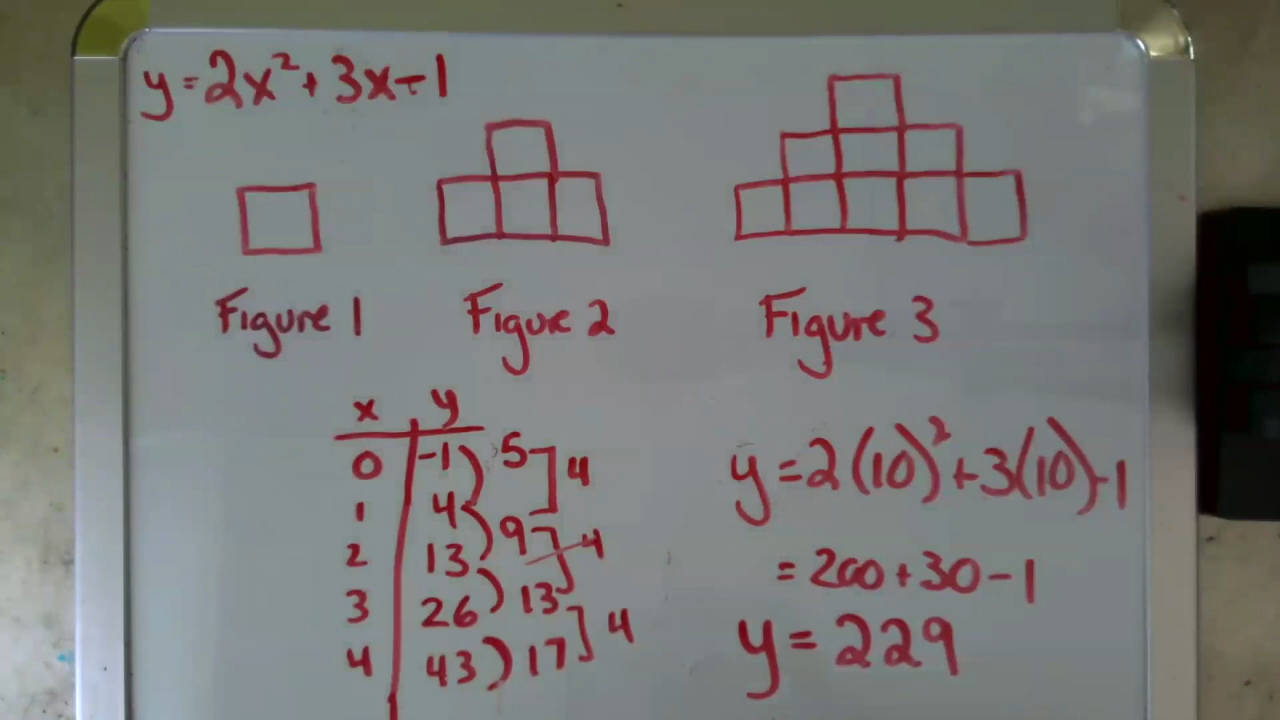 y = 2x² + 3x - 1
Figure 1
Figure 2
Figure 3
x y
0 -1 5 4
1 4 9 4
2 13 13 4
3 26 17
4 43
y = 2(10)² + 3(10) - 1
= 200 + 30 - 1
y = 229